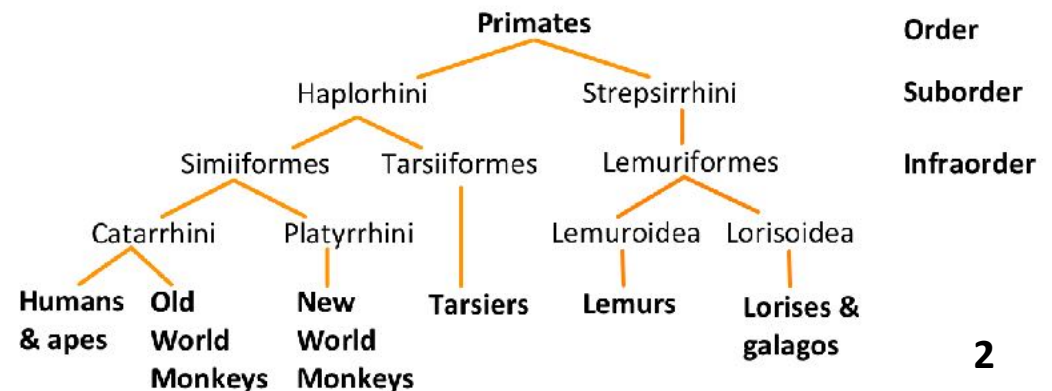 Primates Order
Haplorhini Strepsirrhini Suborder
Simiiformes Tarsiiformes Lemuriformes Infraorder
Catarrhini Platyrrhini Lemuroidea Lorisoidea
Humans Old New Tarsiers Lemurs Lorises &
& apes World World galagos
Monkeys Monkeys
2